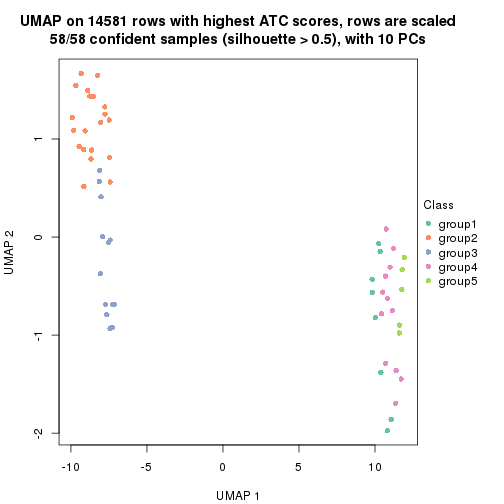 UMAP on 14581 rows with highest ATC scores, rows are scaled
58/58 confident samples (silhouette > 0.5), with 10 PCs
UMAP 2
1
0
-1
-2
-10
-5
0
5
10
UMAP 1
Class
group1
group2
group3
group4
group5